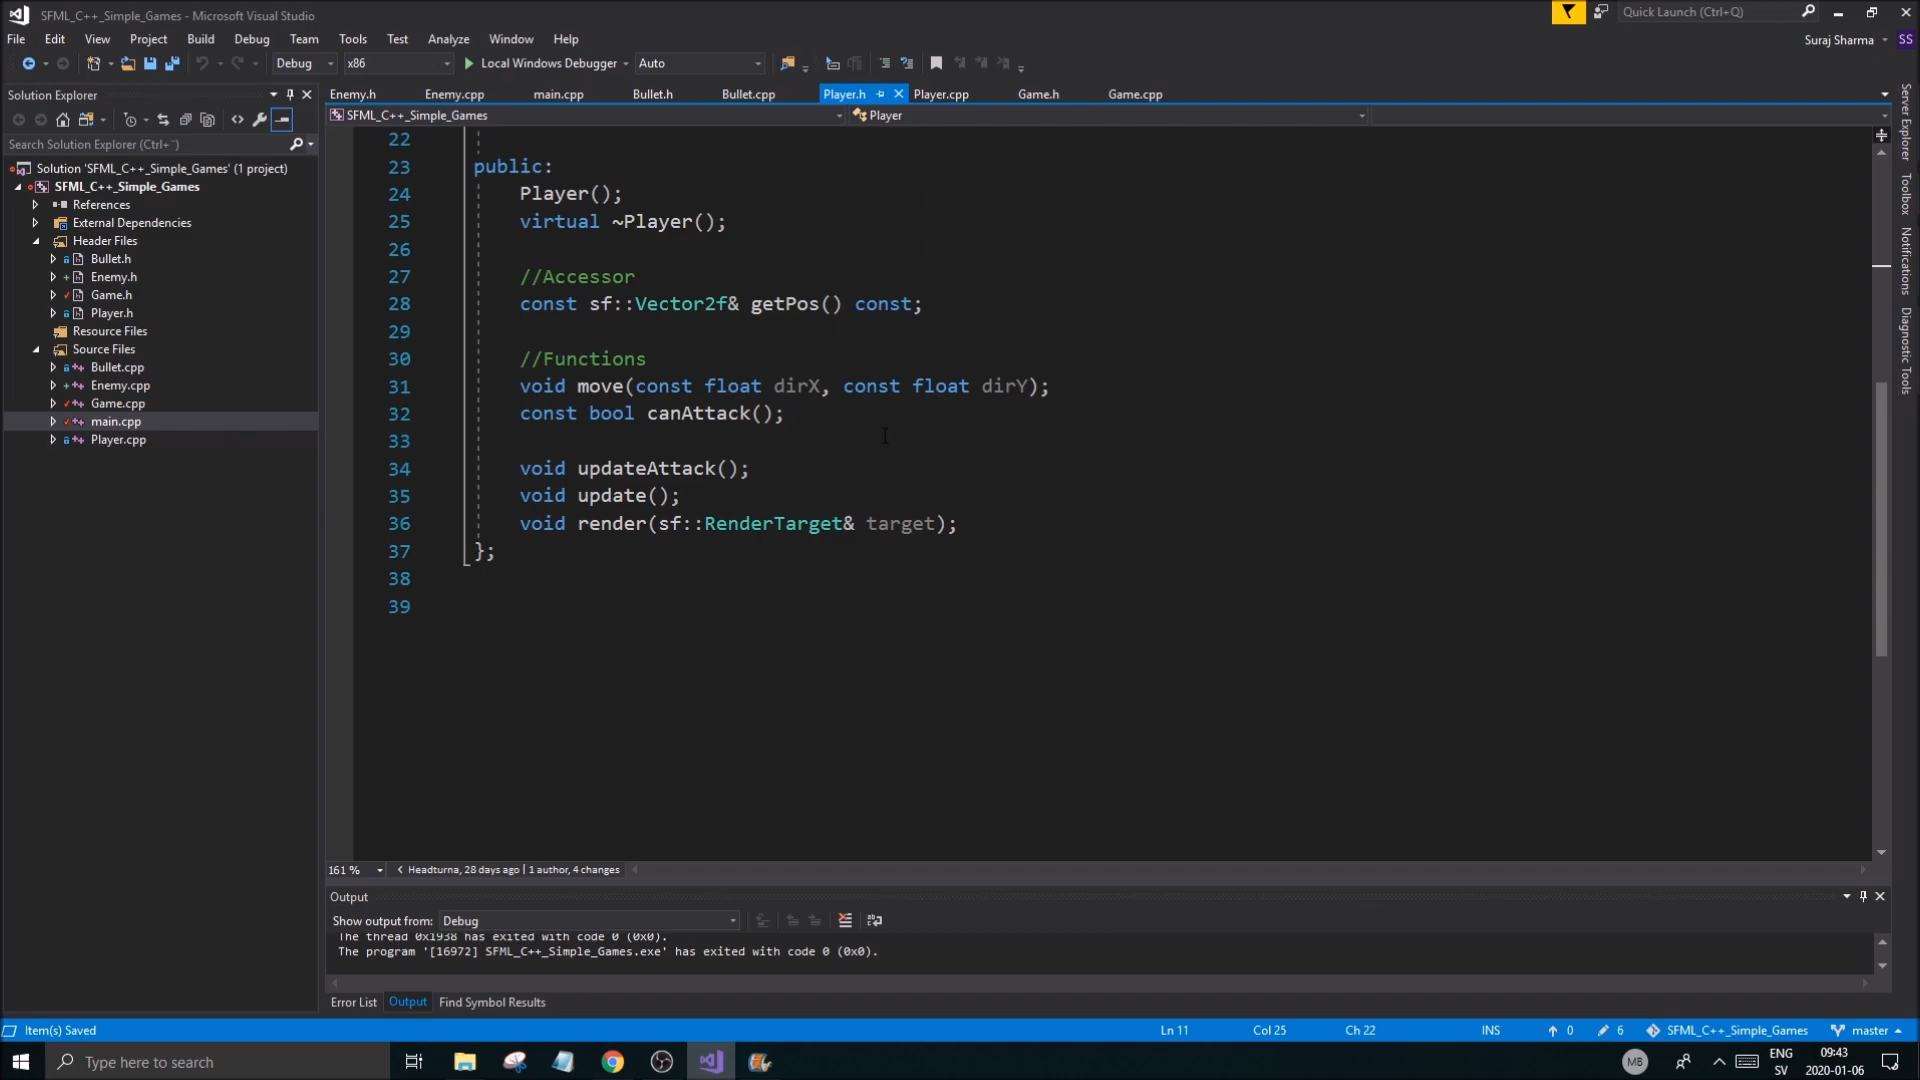 SFML_C++_Simple_Games - Microsoft Visual Studio
Quick Launch (Ctrl+Q)
File Edit View Project Build Debug Team Tools Test Analyze Window Help
Suraj Sharma SS
Debug x86 Local Windows Debugger Auto
Solution Explorer
Enemy.h Enemy.cpp main.cpp Bullet.h Bullet.cpp Player.h Player.cpp Game.h Game.cpp
SFML_C++_Simple_Games Player
Search Solution Explorer (Ctrl+¨)
Solution 'SFML_C++_Simple_Games' (1 project)
SFML_C++_Simple_Games
References
External Dependencies
Header Files
Bullet.h
Enemy.h
Game.h
Player.h
Resource Files
Source Files
Bullet.cpp
Enemy.cpp
Game.cpp
main.cpp
Player.cpp
22
23 public:
24 Player();
25 virtual ~Player();
26
27 //Accessor
28 const sf::Vector2f& getPos() const;
29
30 //Functions
31 void move(const float dirX, const float dirY);
32 const bool canAttack();
33
34 void updateAttack();
35 void update();
36 void render(sf::RenderTarget& target);
37 };
38
39
Server Explorer
Toolbox
Notifications
Diagnostic Tools
161 % Headturna, 28 days ago | 1 author, 4 changes
Output
Show output from: Debug
The thread 0x1938 has exited with code 0 (0x0).
The program '[16972] SFML_C++_Simple_Games.exe' has exited with code 0 (0x0).
Error List Output Find Symbol Results
Item(s) Saved Ln 11 Col 25 Ch 22 INS 0 6 SFML_C++_Simple_Games master
Type here to search
MB
ENG
SV
09:43
2020-01-06